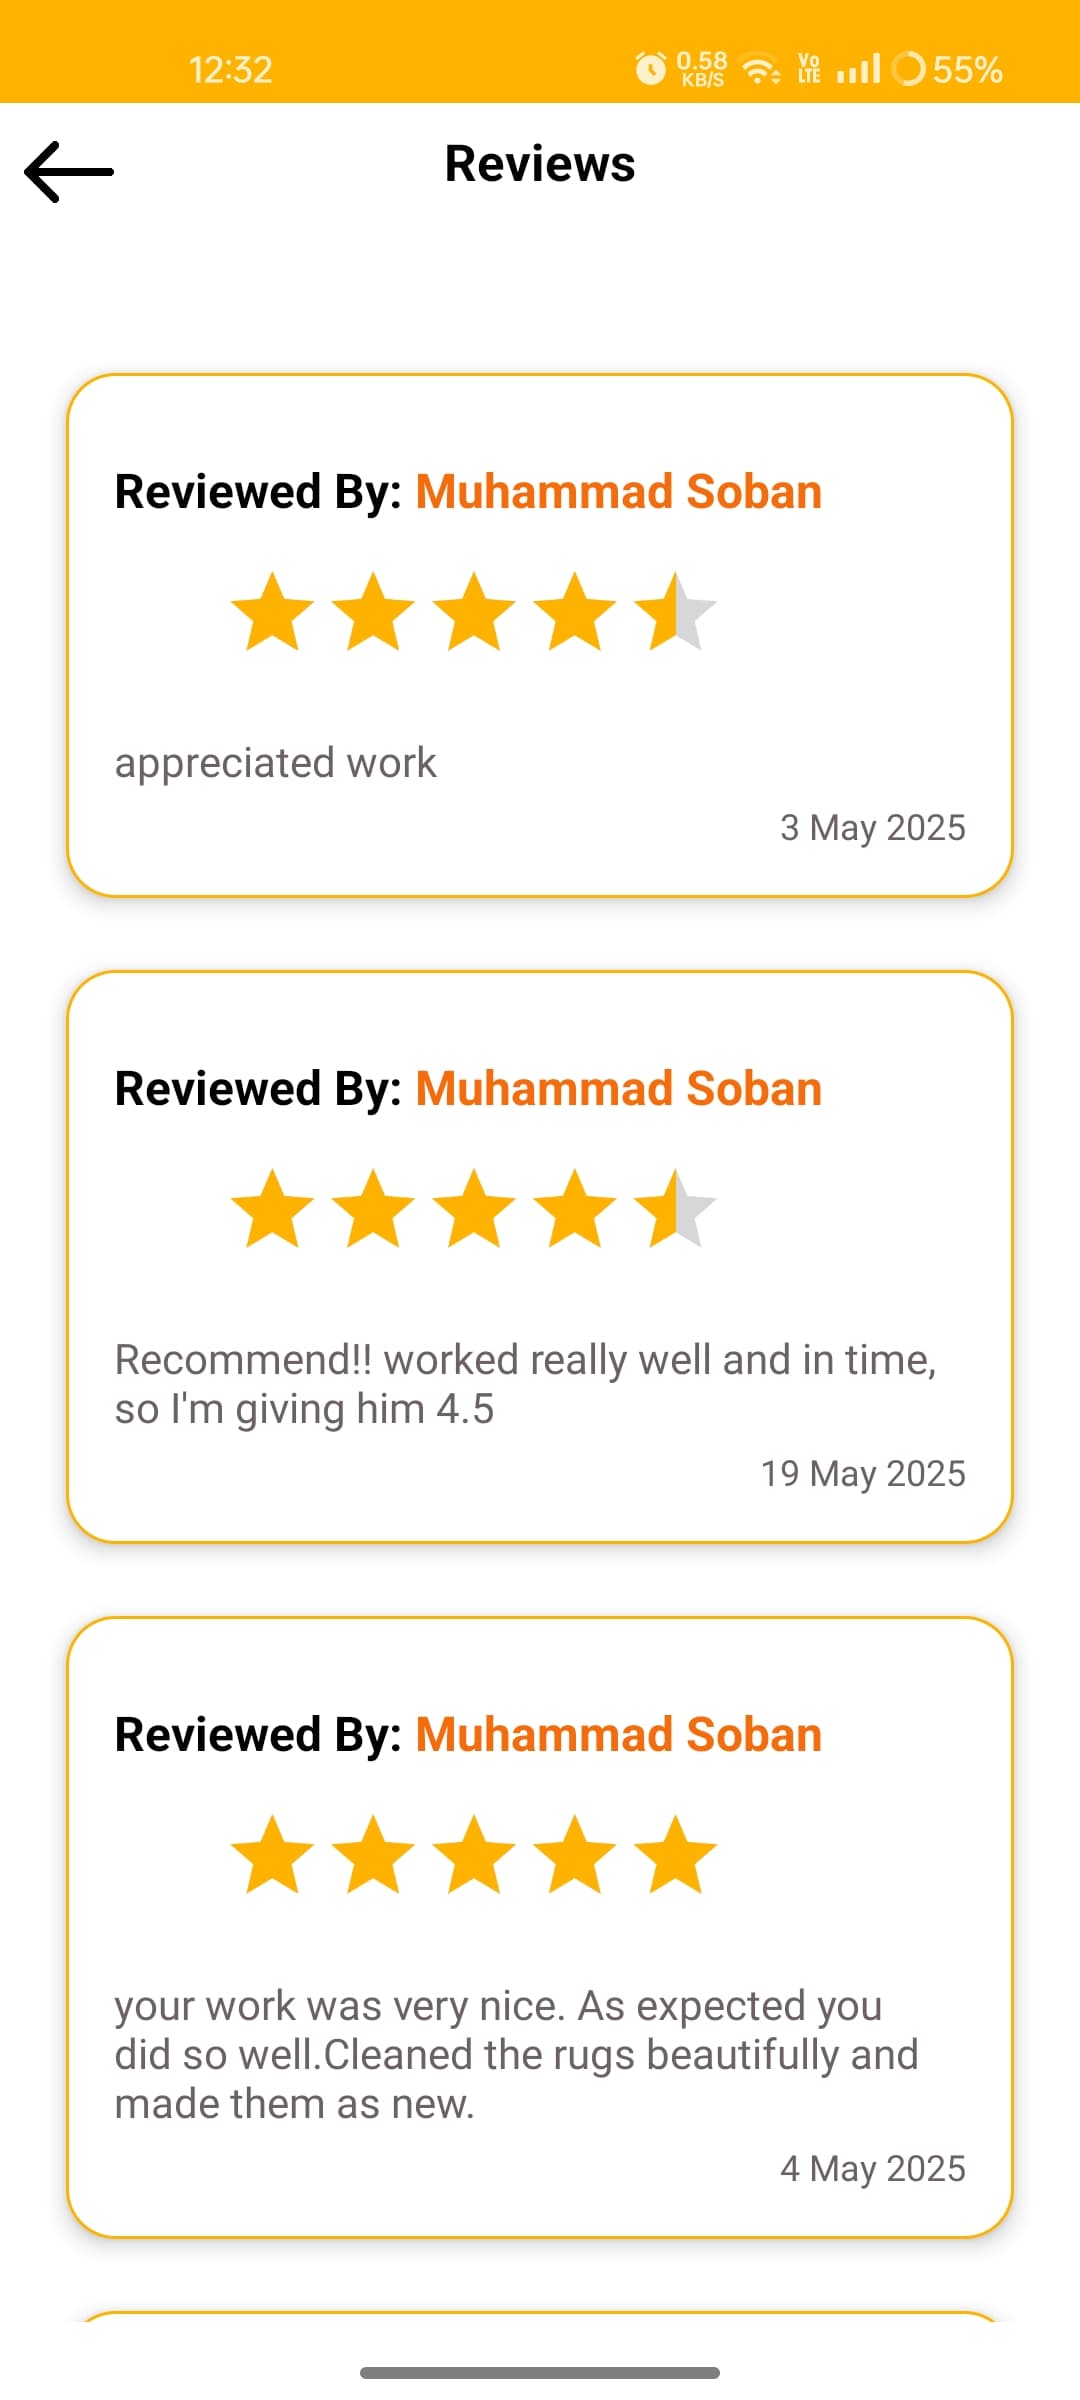 12:32
0.58
KB/S
Vo
LTE
55%
Reviews
Reviewed By: Muhammad Soban
appreciated work
3 May 2025
Reviewed By: Muhammad Soban
Recommend!! worked really well and in time,
so I'm giving him 4.5
19 May 2025
Reviewed By: Muhammad Soban
your work was very nice. As expected you
did so well.Cleaned the rugs beautifully and
made them as new.
4 May 2025